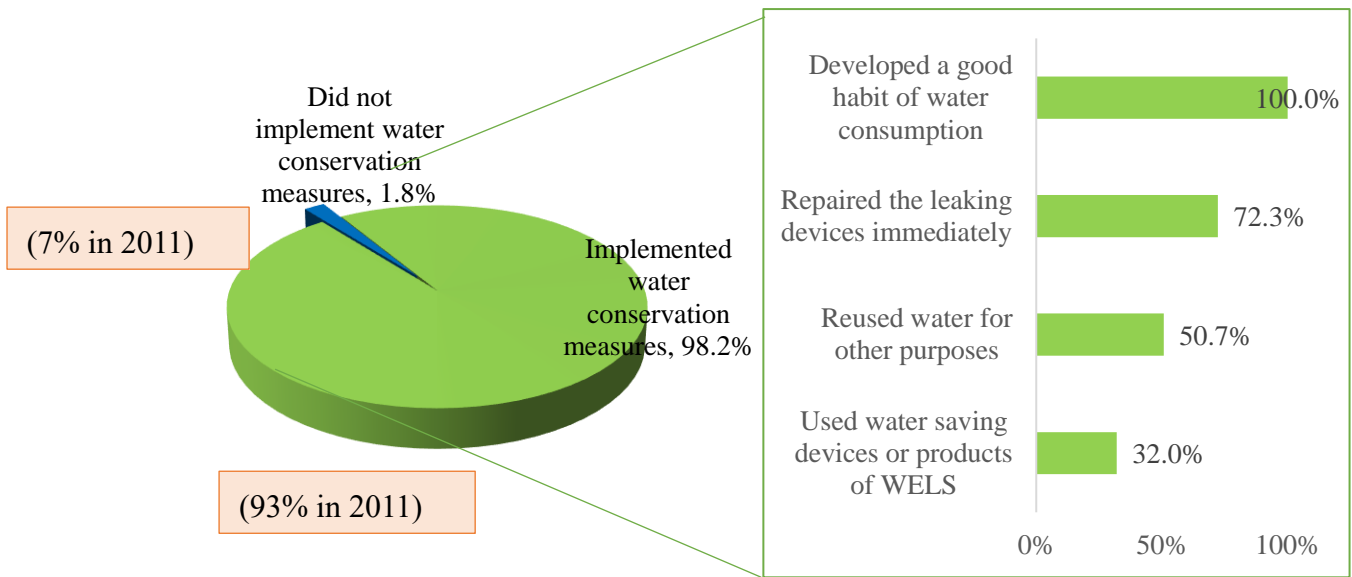 Did not
implement water
conservation
measures, 1.8%
(7% in 2011)
Implemented
water
conservation
measures, 98.2%
(93% in 2011)
Developed a good
habit of water
consumption
100.0%
Repaired the leaking
devices immediately
72.3%
Reused water for
other purposes
50.7%
Used water saving
devices or products
of WELS
32.0%
0% 50% 100%